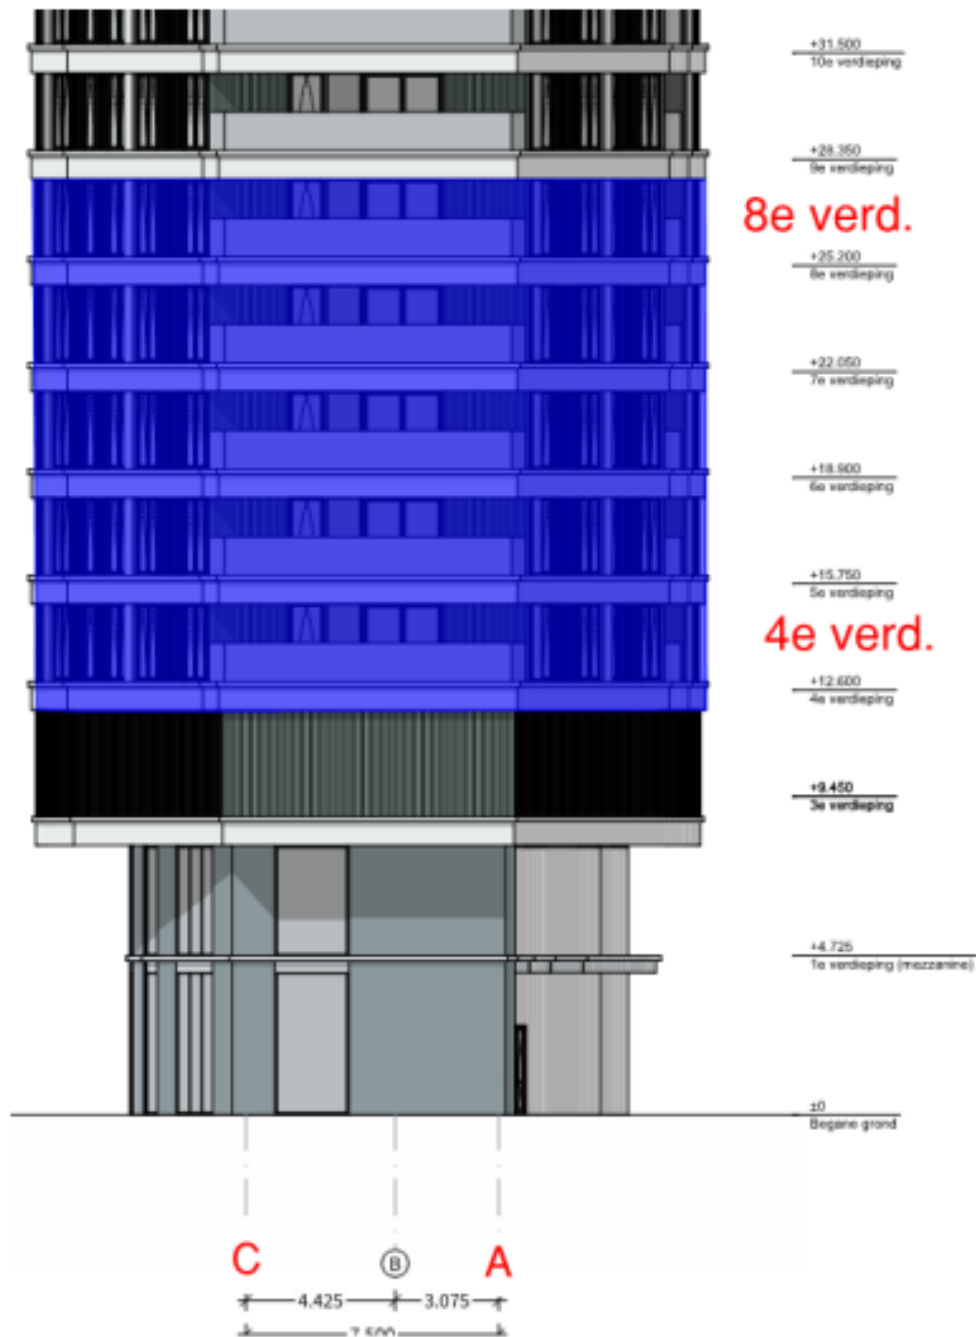 +31.500
10e verdieping
+28.350
9e verdieping
8e verd.
+25.200
8e verdieping
+22.050
7e verdieping
+18.900
6e verdieping
+15.750
5e verdieping
4e verd.
+12.600
4e verdieping
+9.450
3e verdieping
+4.725
1e verdieping (mezzanine)
±0
Begane grond
C B A
4.425 3.075
7.500